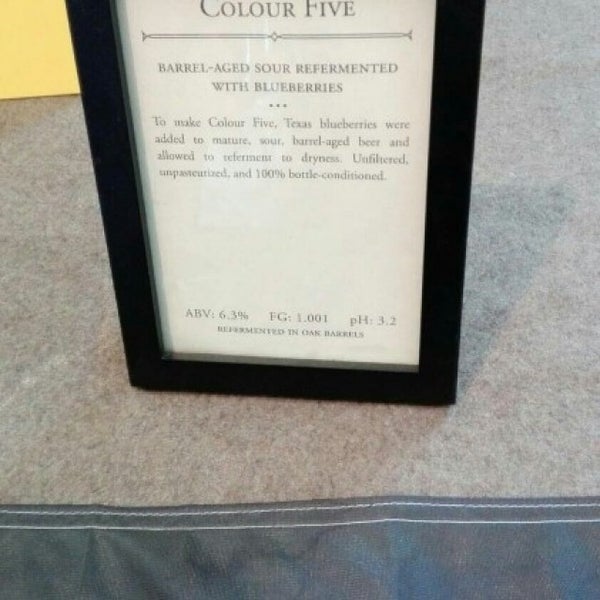 COLOUR FIVE
BARREL-AGED SOUR REFERMENTED
WITH BLUEBERRIES
To make Colour Five, Texas blueberries were
added to mature, sour, barrel-aged beer and
allowed to referment to dryness. Unfiltered,
unpasteurized, and 100% bottle-conditioned.
ABV: 6.3% FG: 1.001 pH: 3.2
REFERMENTED IN OAK BARRELS